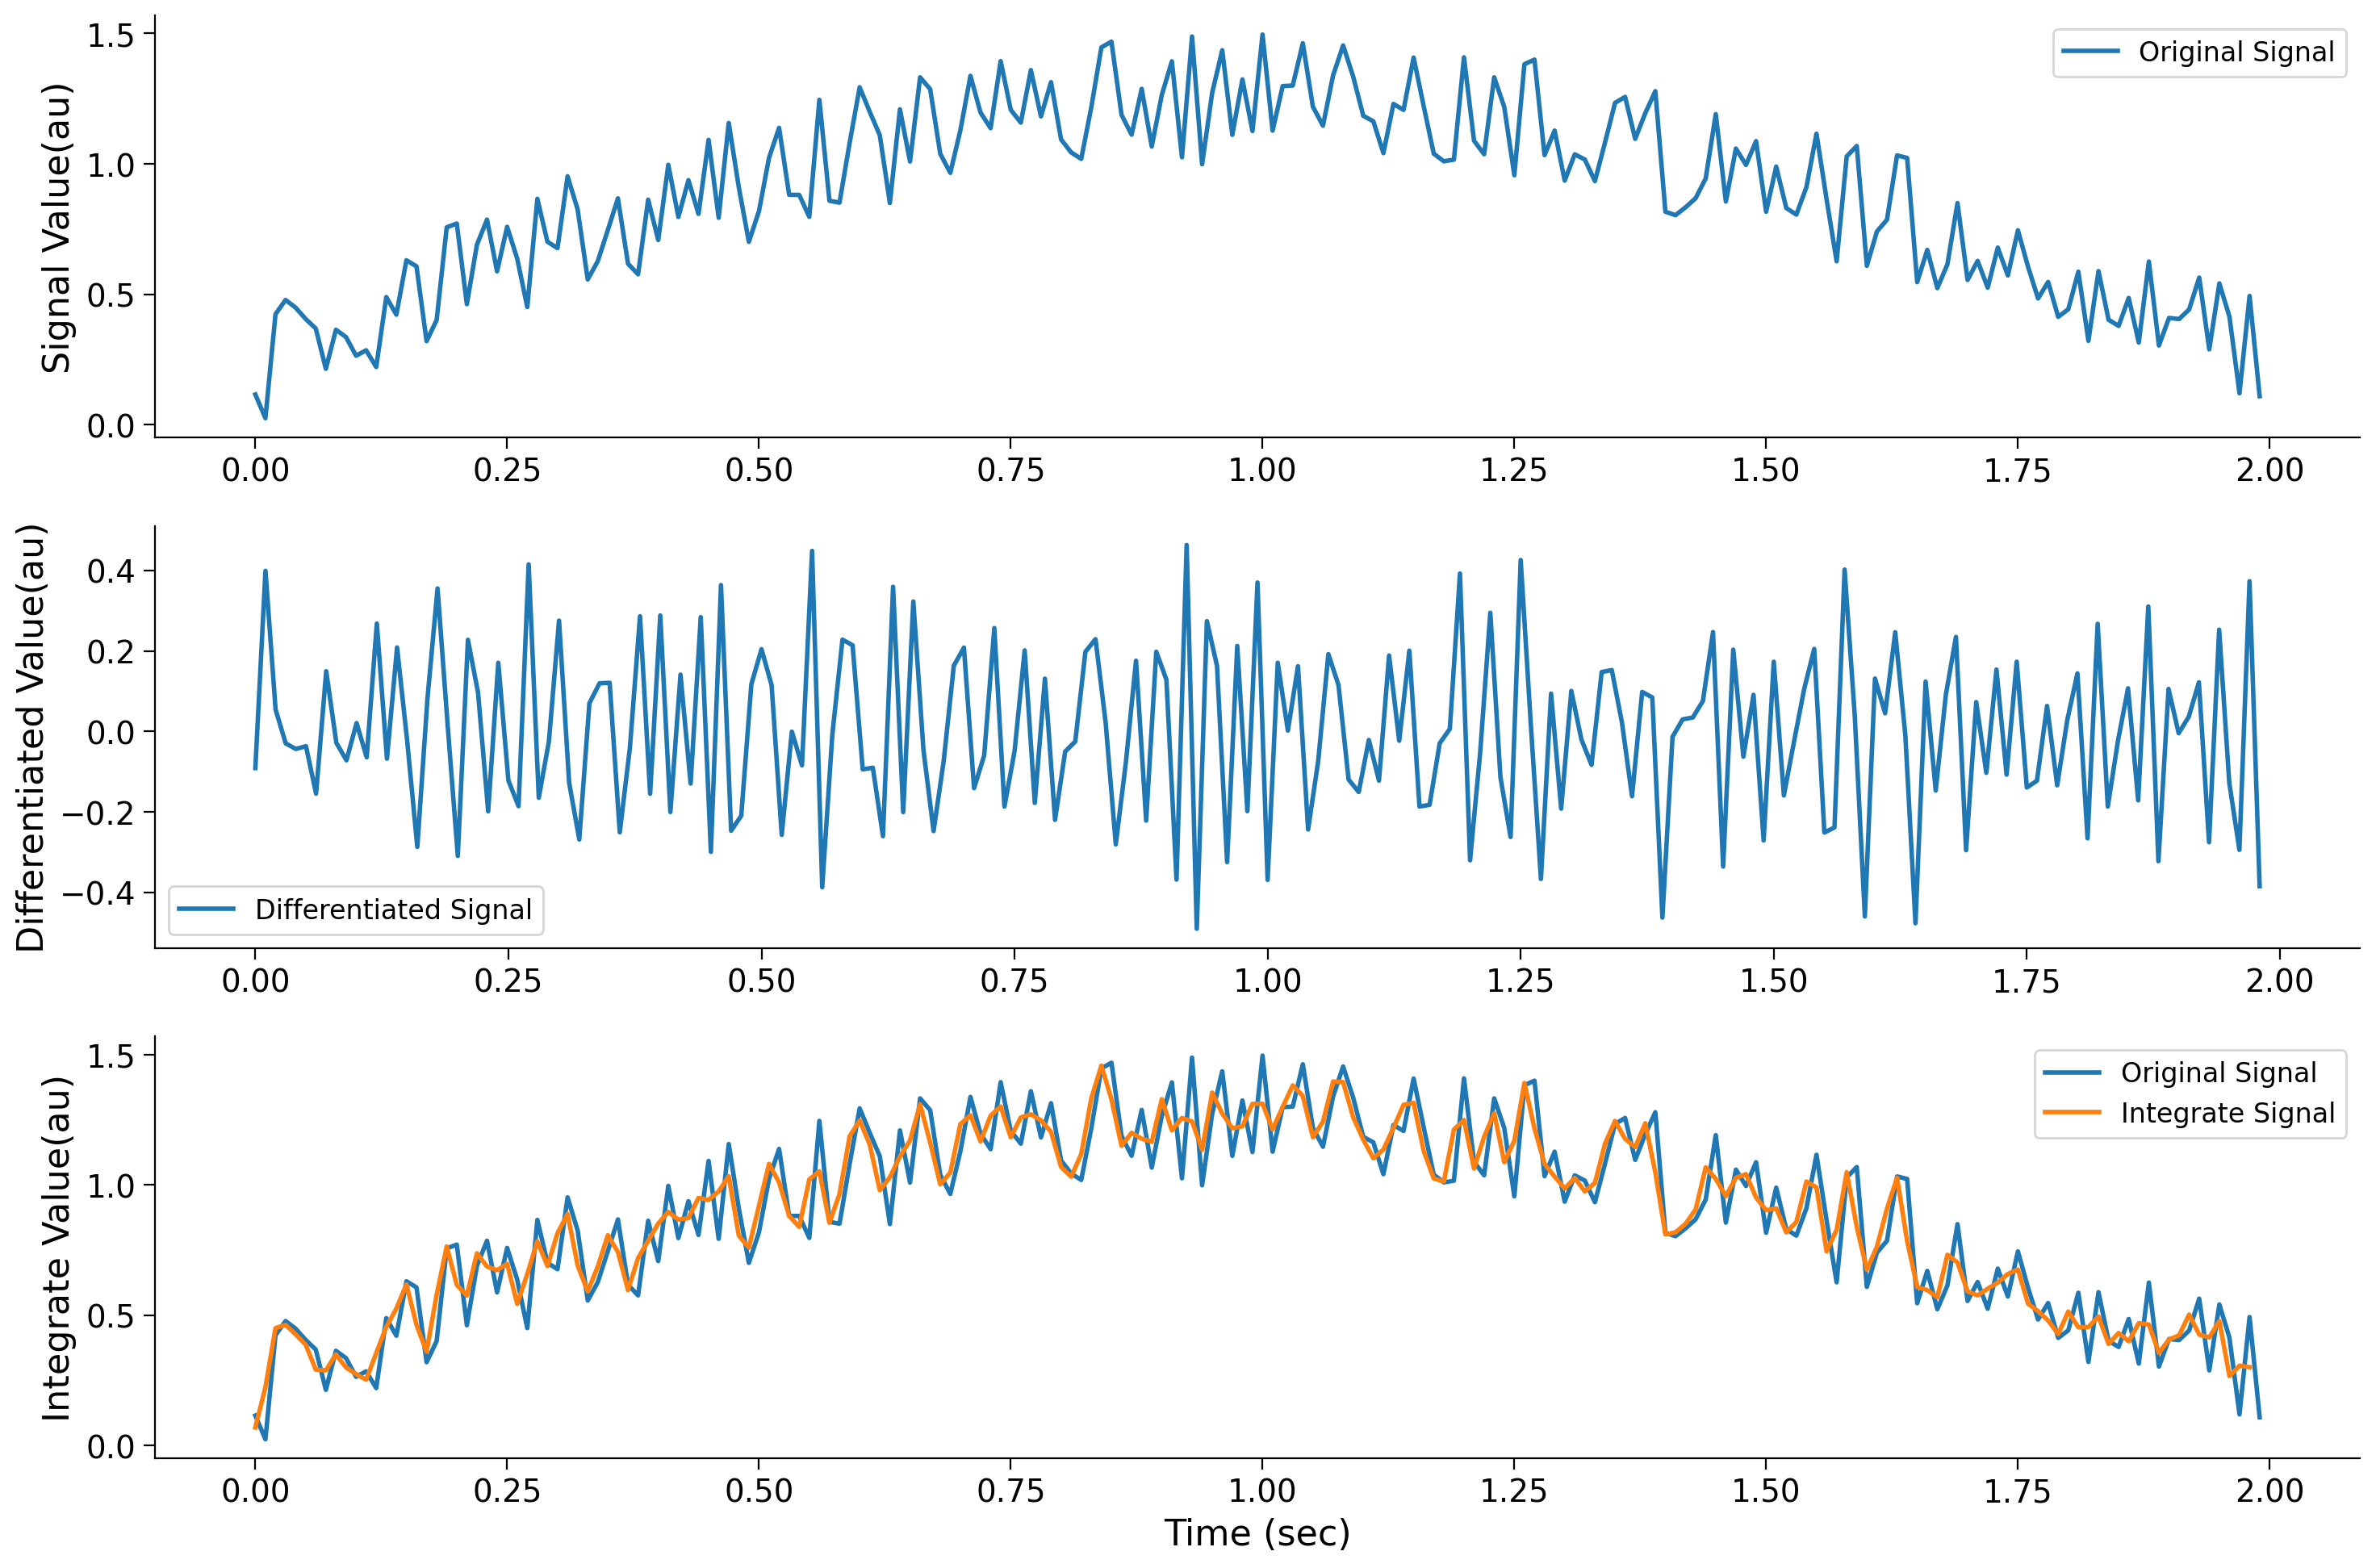 Signal Value(au)
1.5
1.0
0.5
0.0
Original Signal
0.00 0.25 0.50 0.75 1.00 1.25 1.50 1.75 2.00
Differentiated Value(au)
0.4
0.2
0.0
−0.2
−0.4
Differentiated Signal
0.00 0.25 0.50 0.75 1.00 1.25 1.50 1.75 2.00
Integrate Value(au)
1.5
1.0
0.5
0.0
Original Signal
Integrate Signal
0.00 0.25 0.50 0.75 1.00 1.25 1.50 1.75 2.00
Time (sec)